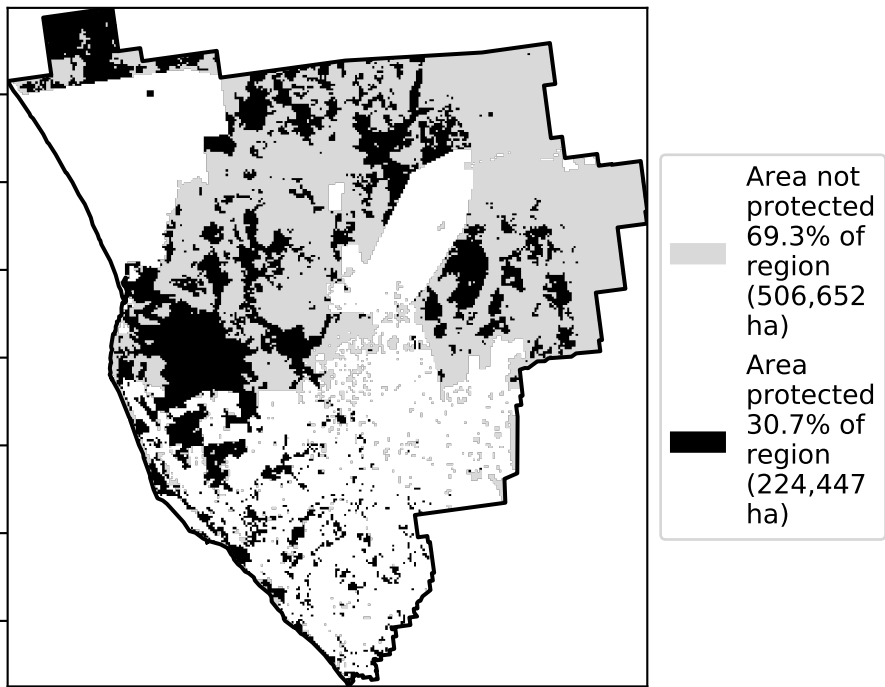 Area not
protected
69.3% of
region
(506,652
ha)
Area
protected
30.7% of
region
(224,447
ha)